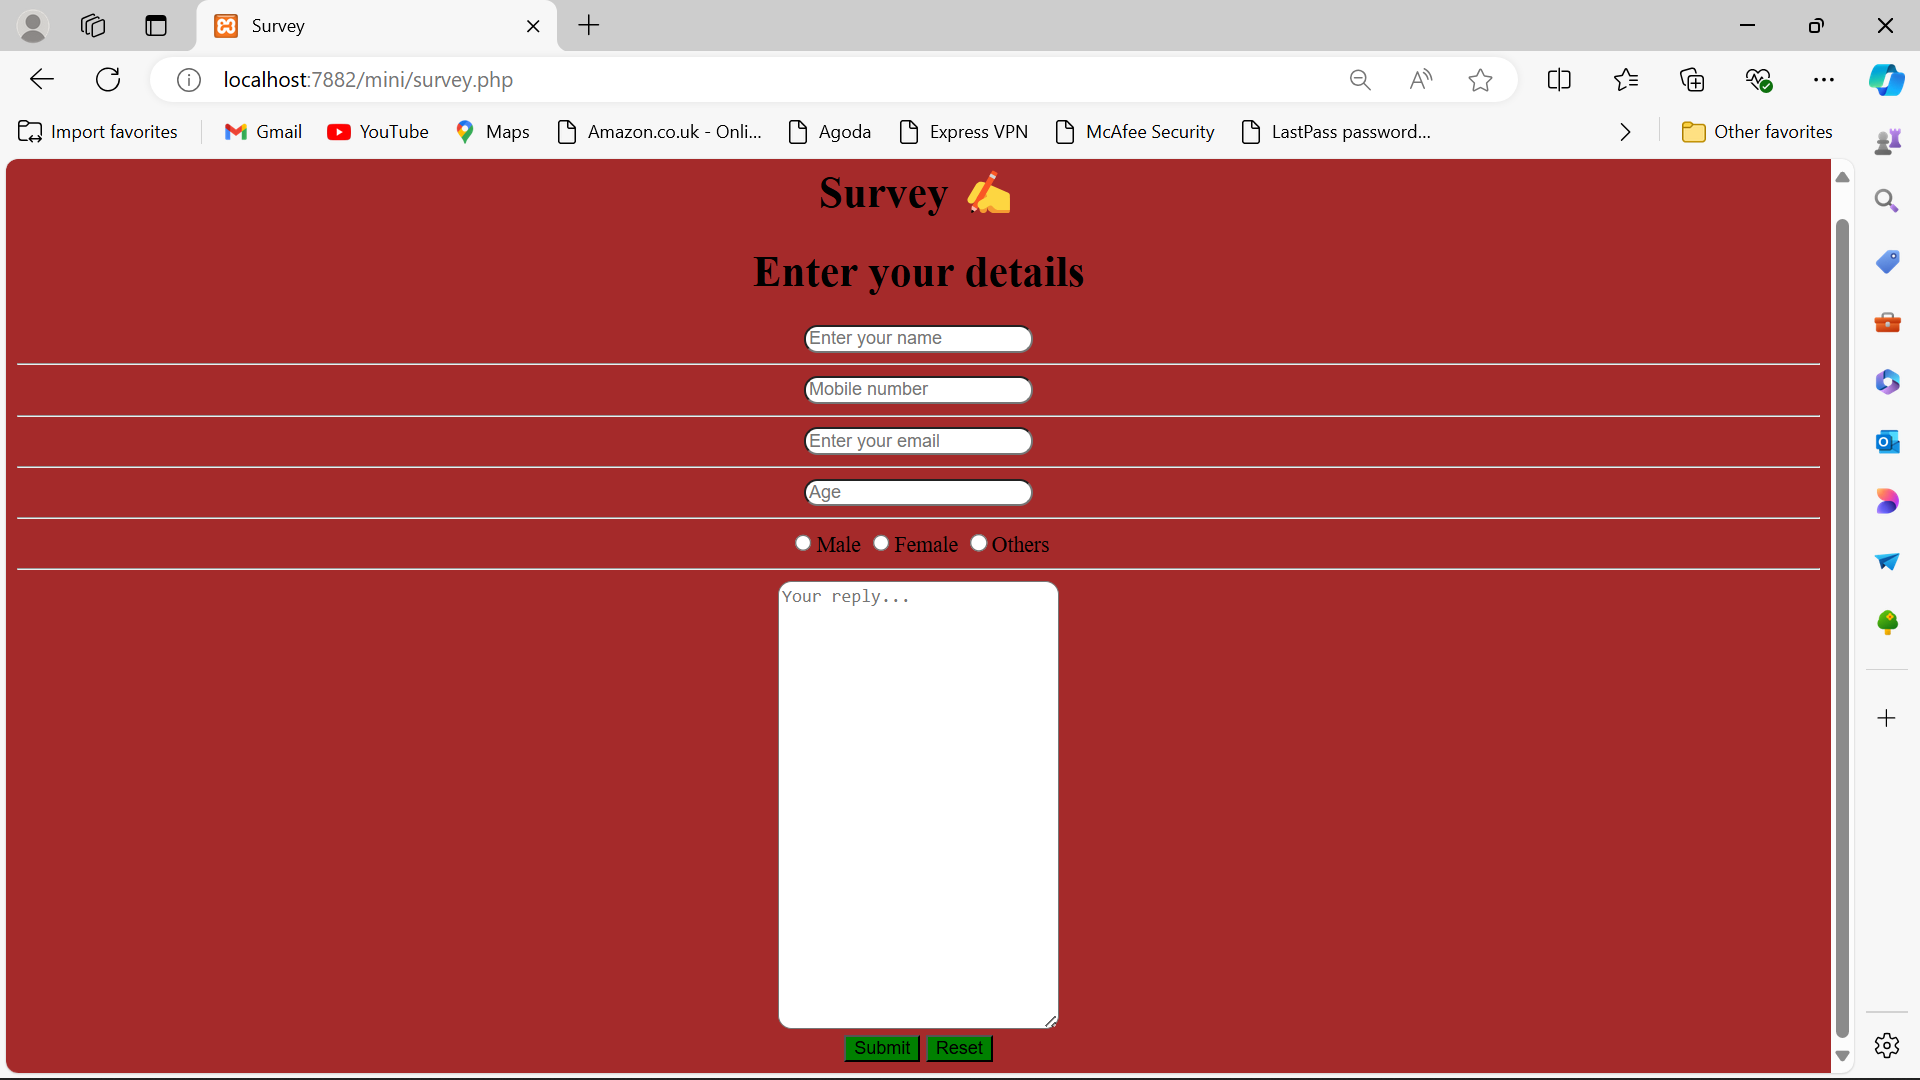 Survey
localhost:7882/mini/survey.php
Import favorites Gmail YouTube Maps Amazon.co.uk - Onli... Agoda Express VPN McAfee Security LastPass password... Other favorites
Survey ✍
Enter your details
Enter your name
Mobile number
Enter your email
Age
Male Female Others
Your reply...
Submit Reset